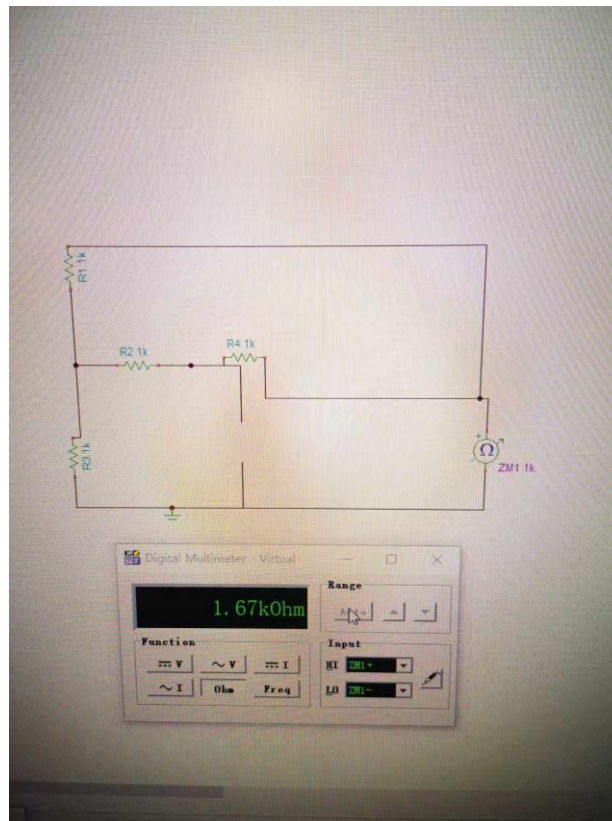 R1 1k
R2 1k
R4 1k
R3 1k
Ω
ZM1 1k
Digital Multimeter - Virtual
1.67kOhm
Range
Function
Input
V
~ V
I
HI ZM1+
~ I
Ohm
Freq
LO ZM1-